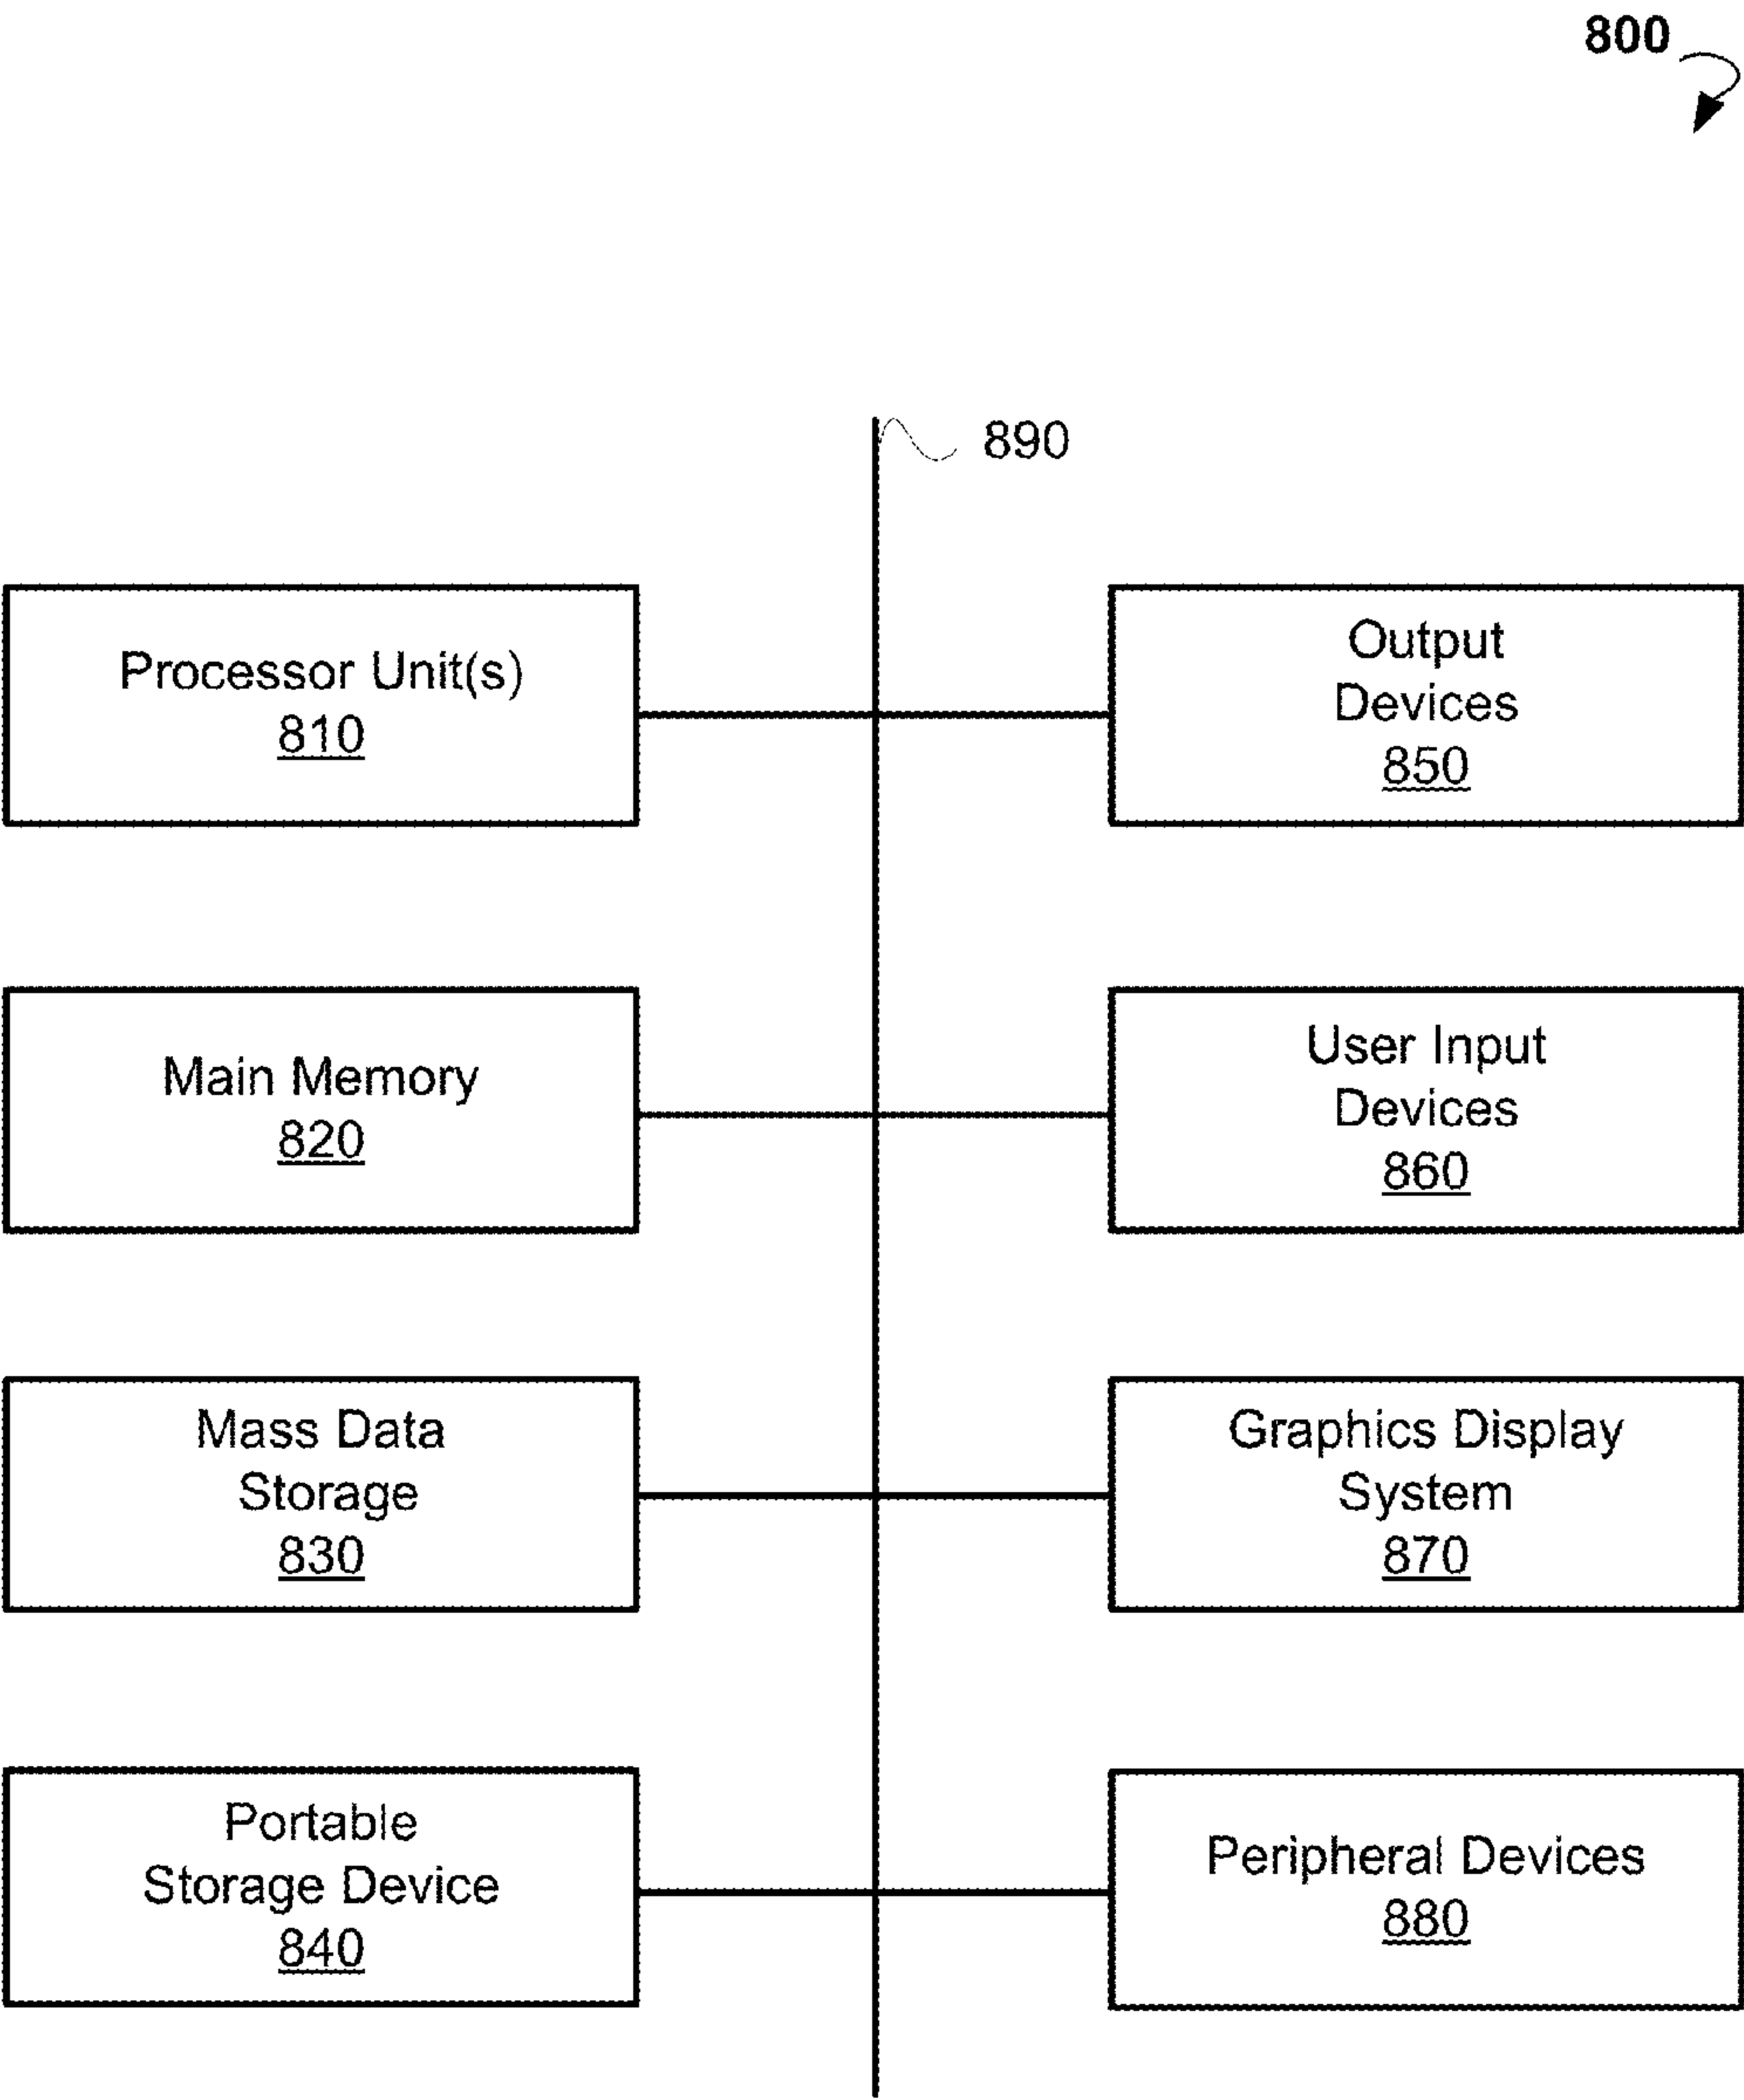 800
890
Processor Unit(s)
810
Output
Devices
850
Main Memory
820
User Input
Devices
860
Mass Data
Storage
830
Graphics Display
System
870
Portable
Storage Device
840
Peripheral Devices
880